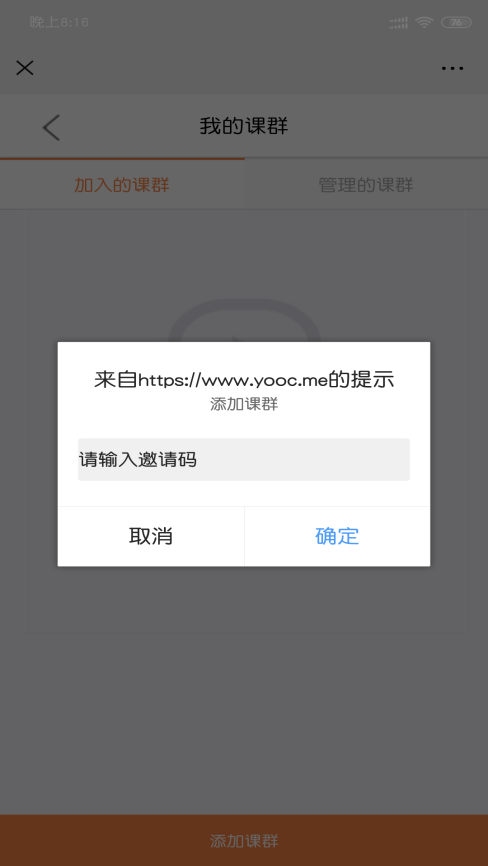 晚上8:16
76
我的课群
加入的课群
管理的课群
来自https://www.yooc.me的提示
添加课群
请输入邀请码
取消
确定
添加课群